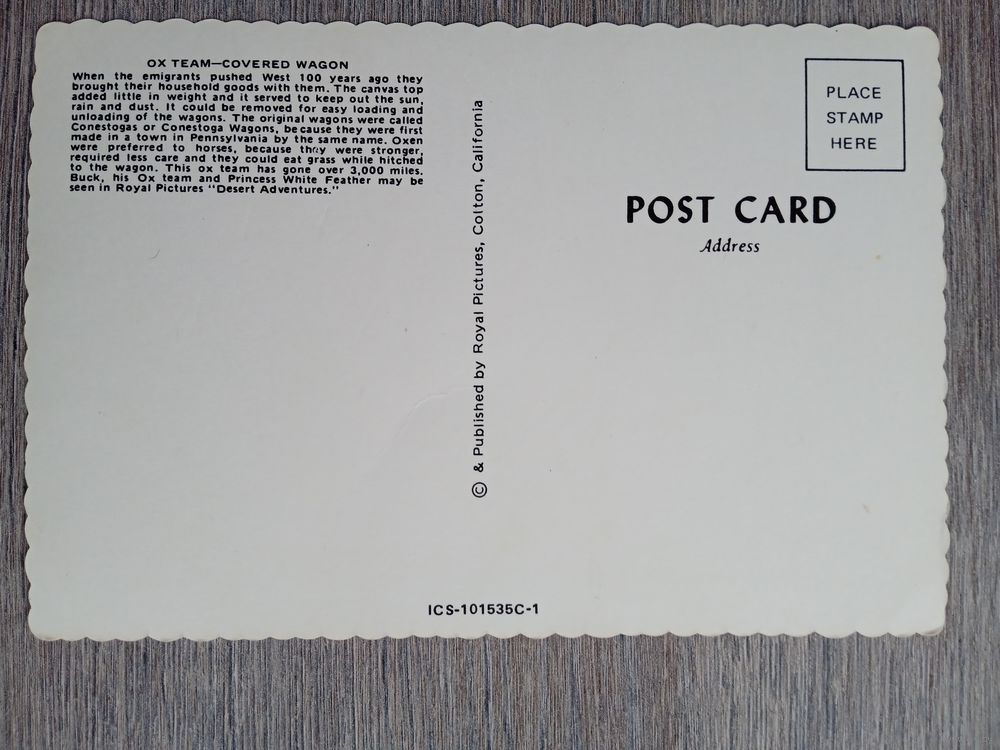 OX TEAM—COVERED WAGON
When the emigrants pushed West 100 years ago they
brought their household goods with them. The canvas top
added little in weight and it served to keep out the sun,
rain and dust. It could be removed for easy loading and
unloading of the wagons. The original wagons were called
Conestogas or Conestoga Wagons, because they were first
made in a town in Pennsylvania by the same name. Oxen
were preferred to horses, because they were stronger,
required less care and they could eat grass while hitched
to the wagon. This ox team has gone over 3,000 miles.
Buck, his Ox team and Princess White Feather may be
seen in Royal Pictures "Desert Adventures."
© & Published by Royal Pictures, Colton, California
PLACE
STAMP
HERE
POST CARD
Address
ICS-101535C-1